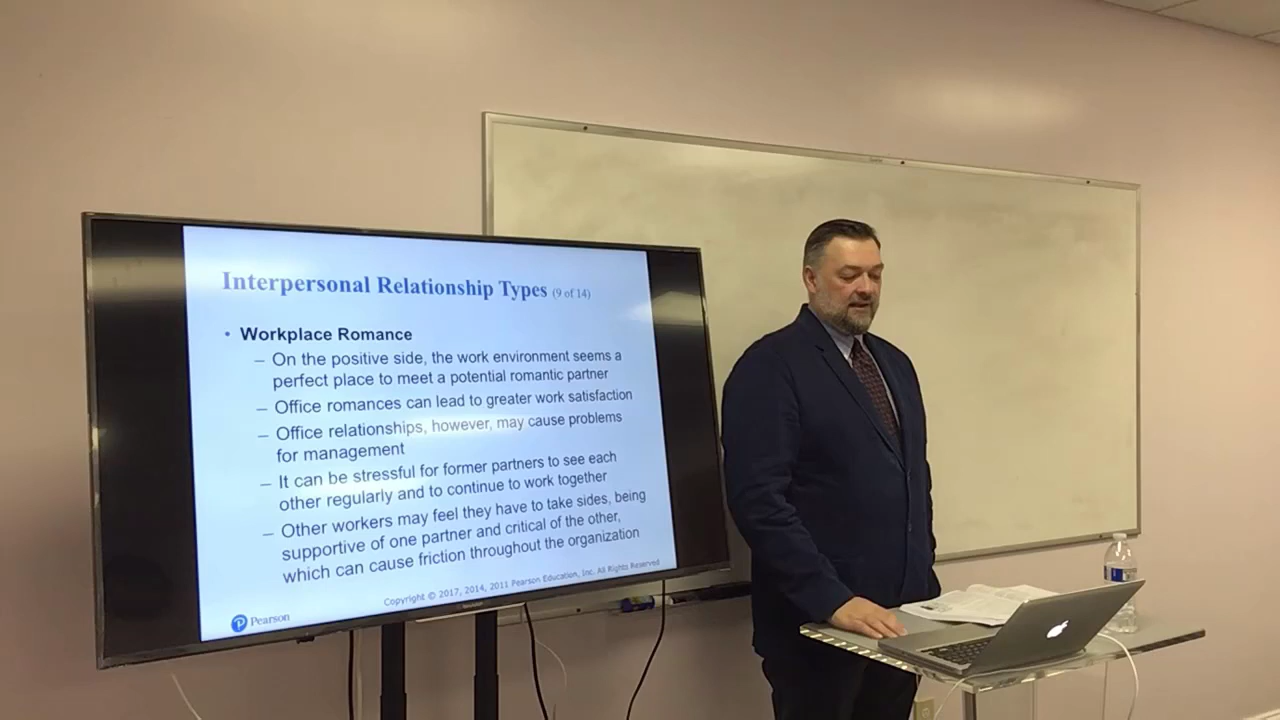 Interpersonal Relationship Types (9 of 14)
• Workplace Romance
– On the positive side, the work environment seems a
perfect place to meet a potential romantic partner
– Office romances can lead to greater work satisfaction
– Office relationships, however, may cause problems
for management
– It can be stressful for former partners to see each
other regularly and to continue to work together
– Other workers may feel they have to take sides, being
supportive of one partner and critical of the other,
which can cause friction throughout the organization
Copyright © 2017, 2014, 2011 Pearson Education, Inc. All Rights Reserved
Pearson